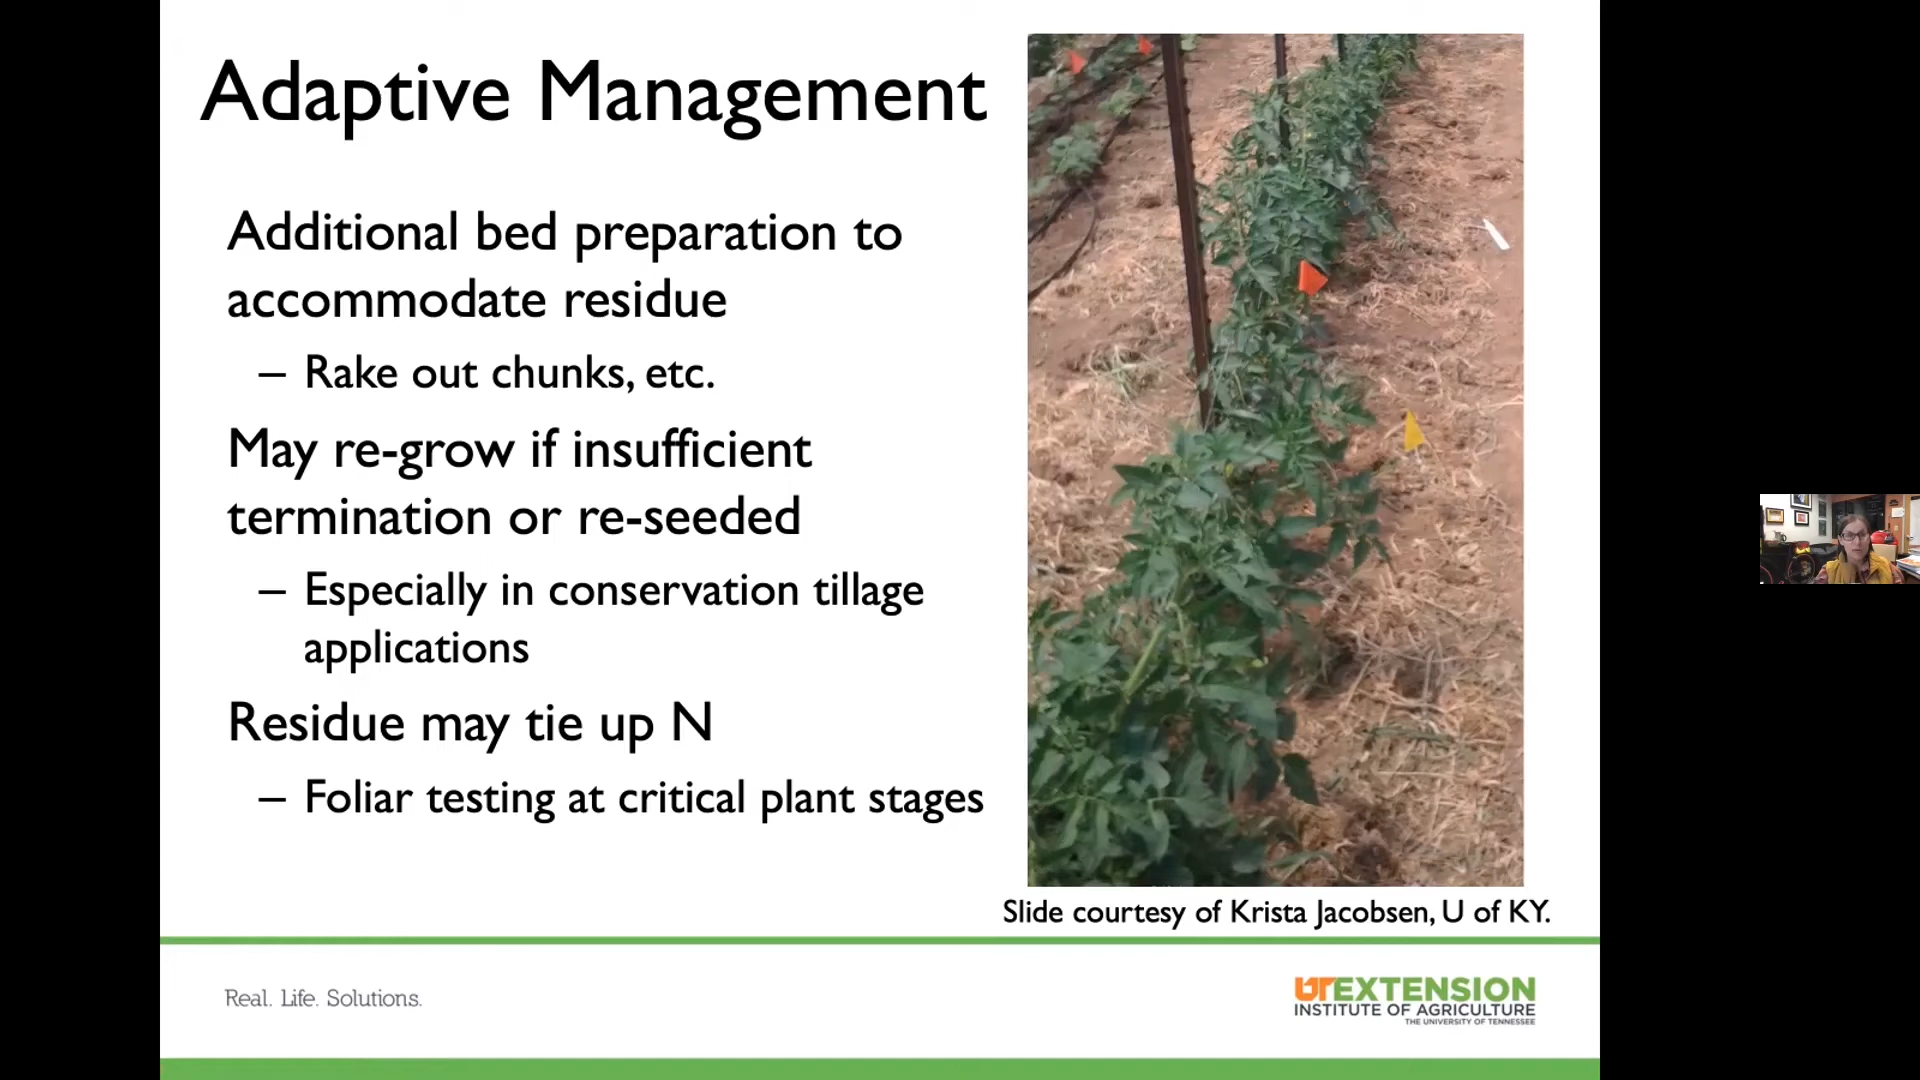 Adaptive Management
Additional bed preparation to
accommodate residue
– Rake out chunks, etc.
May re-grow if insufficient
termination or re-seeded
– Especially in conservation tillage
applications
Residue may tie up N
– Foliar testing at critical plant stages
Slide courtesy of Krista Jacobsen, U of KY.
Real. Life. Solutions.
UT EXTENSION
INSTITUTE OF AGRICULTURE
THE UNIVERSITY OF TENNESSEE